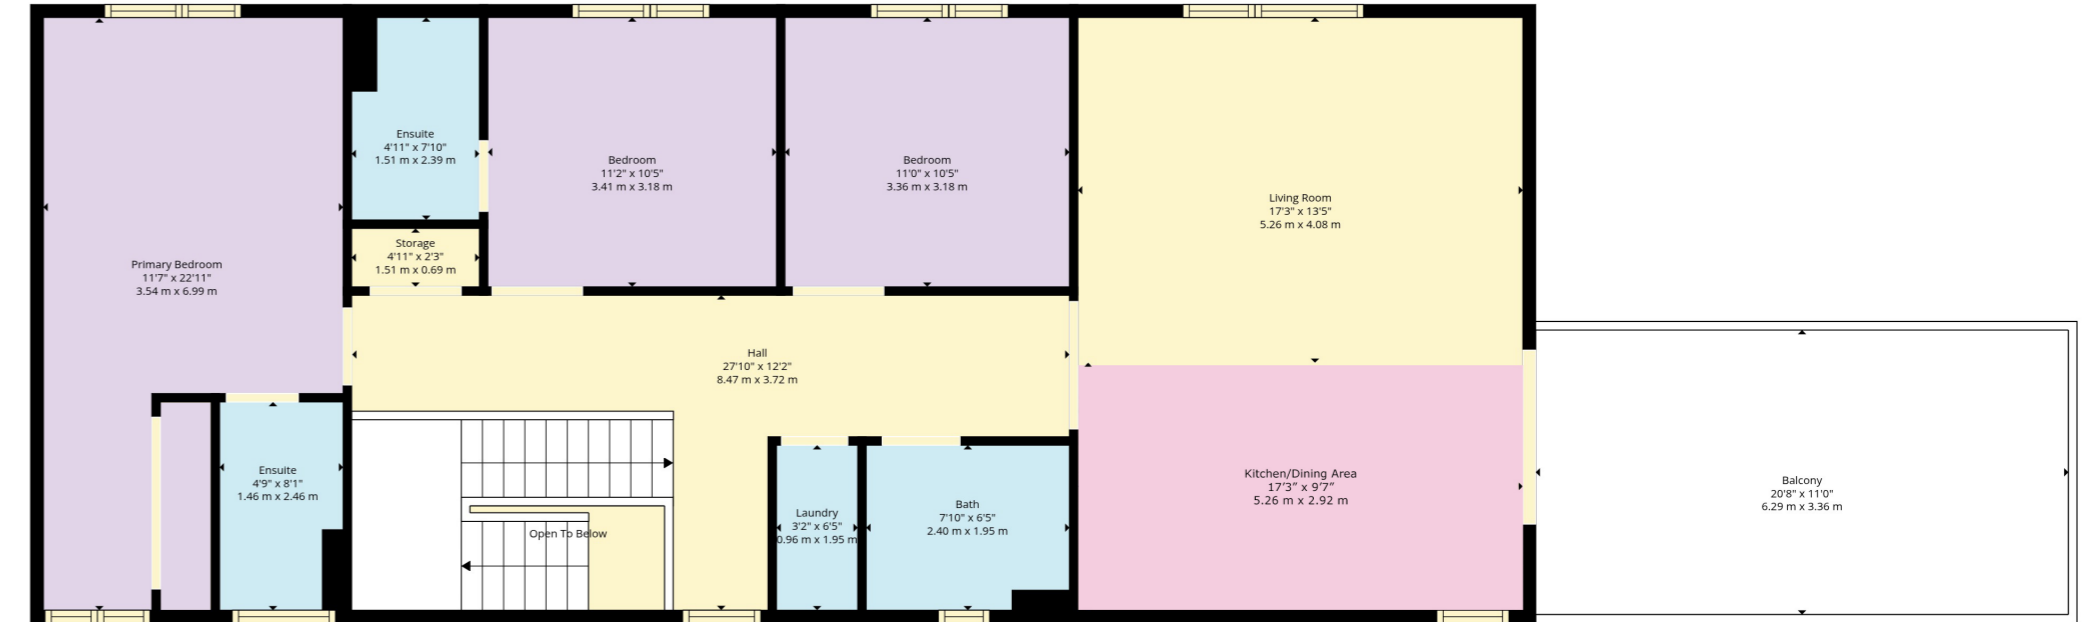 Ensuite
4'11" x 7'10"
1.51 m x 2.39 m
Bedroom
11'2" x 10'5"
3.41 m x 3.18 m
Bedroom
11'0" x 10'5"
3.36 m x 3.18 m
Living Room
17'3" x 13'5"
5.26 m x 4.08 m
Storage
4'11" x 2'3"
1.51 m x 0.69 m
Primary Bedroom
11'7" x 22'11"
3.54 m x 6.99 m
Hall
27'10" x 12'2"
8.47 m x 3.72 m
Ensuite
4'9" x 8'1"
1.46 m x 2.46 m
Open To Below
Laundry
3'2" x 6'5"
0.96 m x 1.95 m
Bath
7'10" x 6'5"
2.40 m x 1.95 m
Kitchen/Dining Area
17’3” x 9’7”
5.26 m x 2.92 m
Balcony
20'8" x 11'0"
6.29 m x 3.36 m